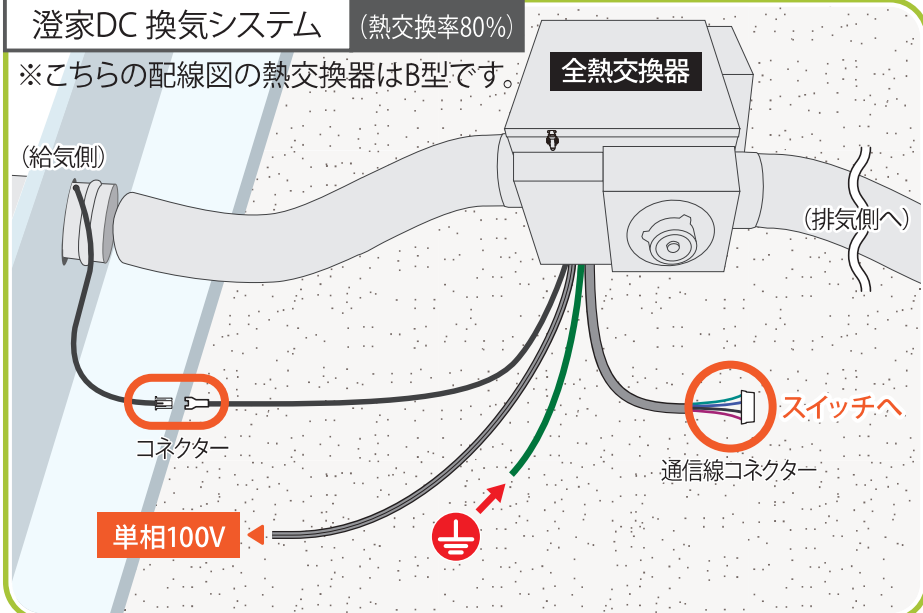 澄家DC 換気システム (熱交換率80%)
※こちらの配線図の熱交換器はB型です。
全熱交換器
(給気側)
(排気側へ)
スイッチへ
コネクター
通信線コネクター
単相100V